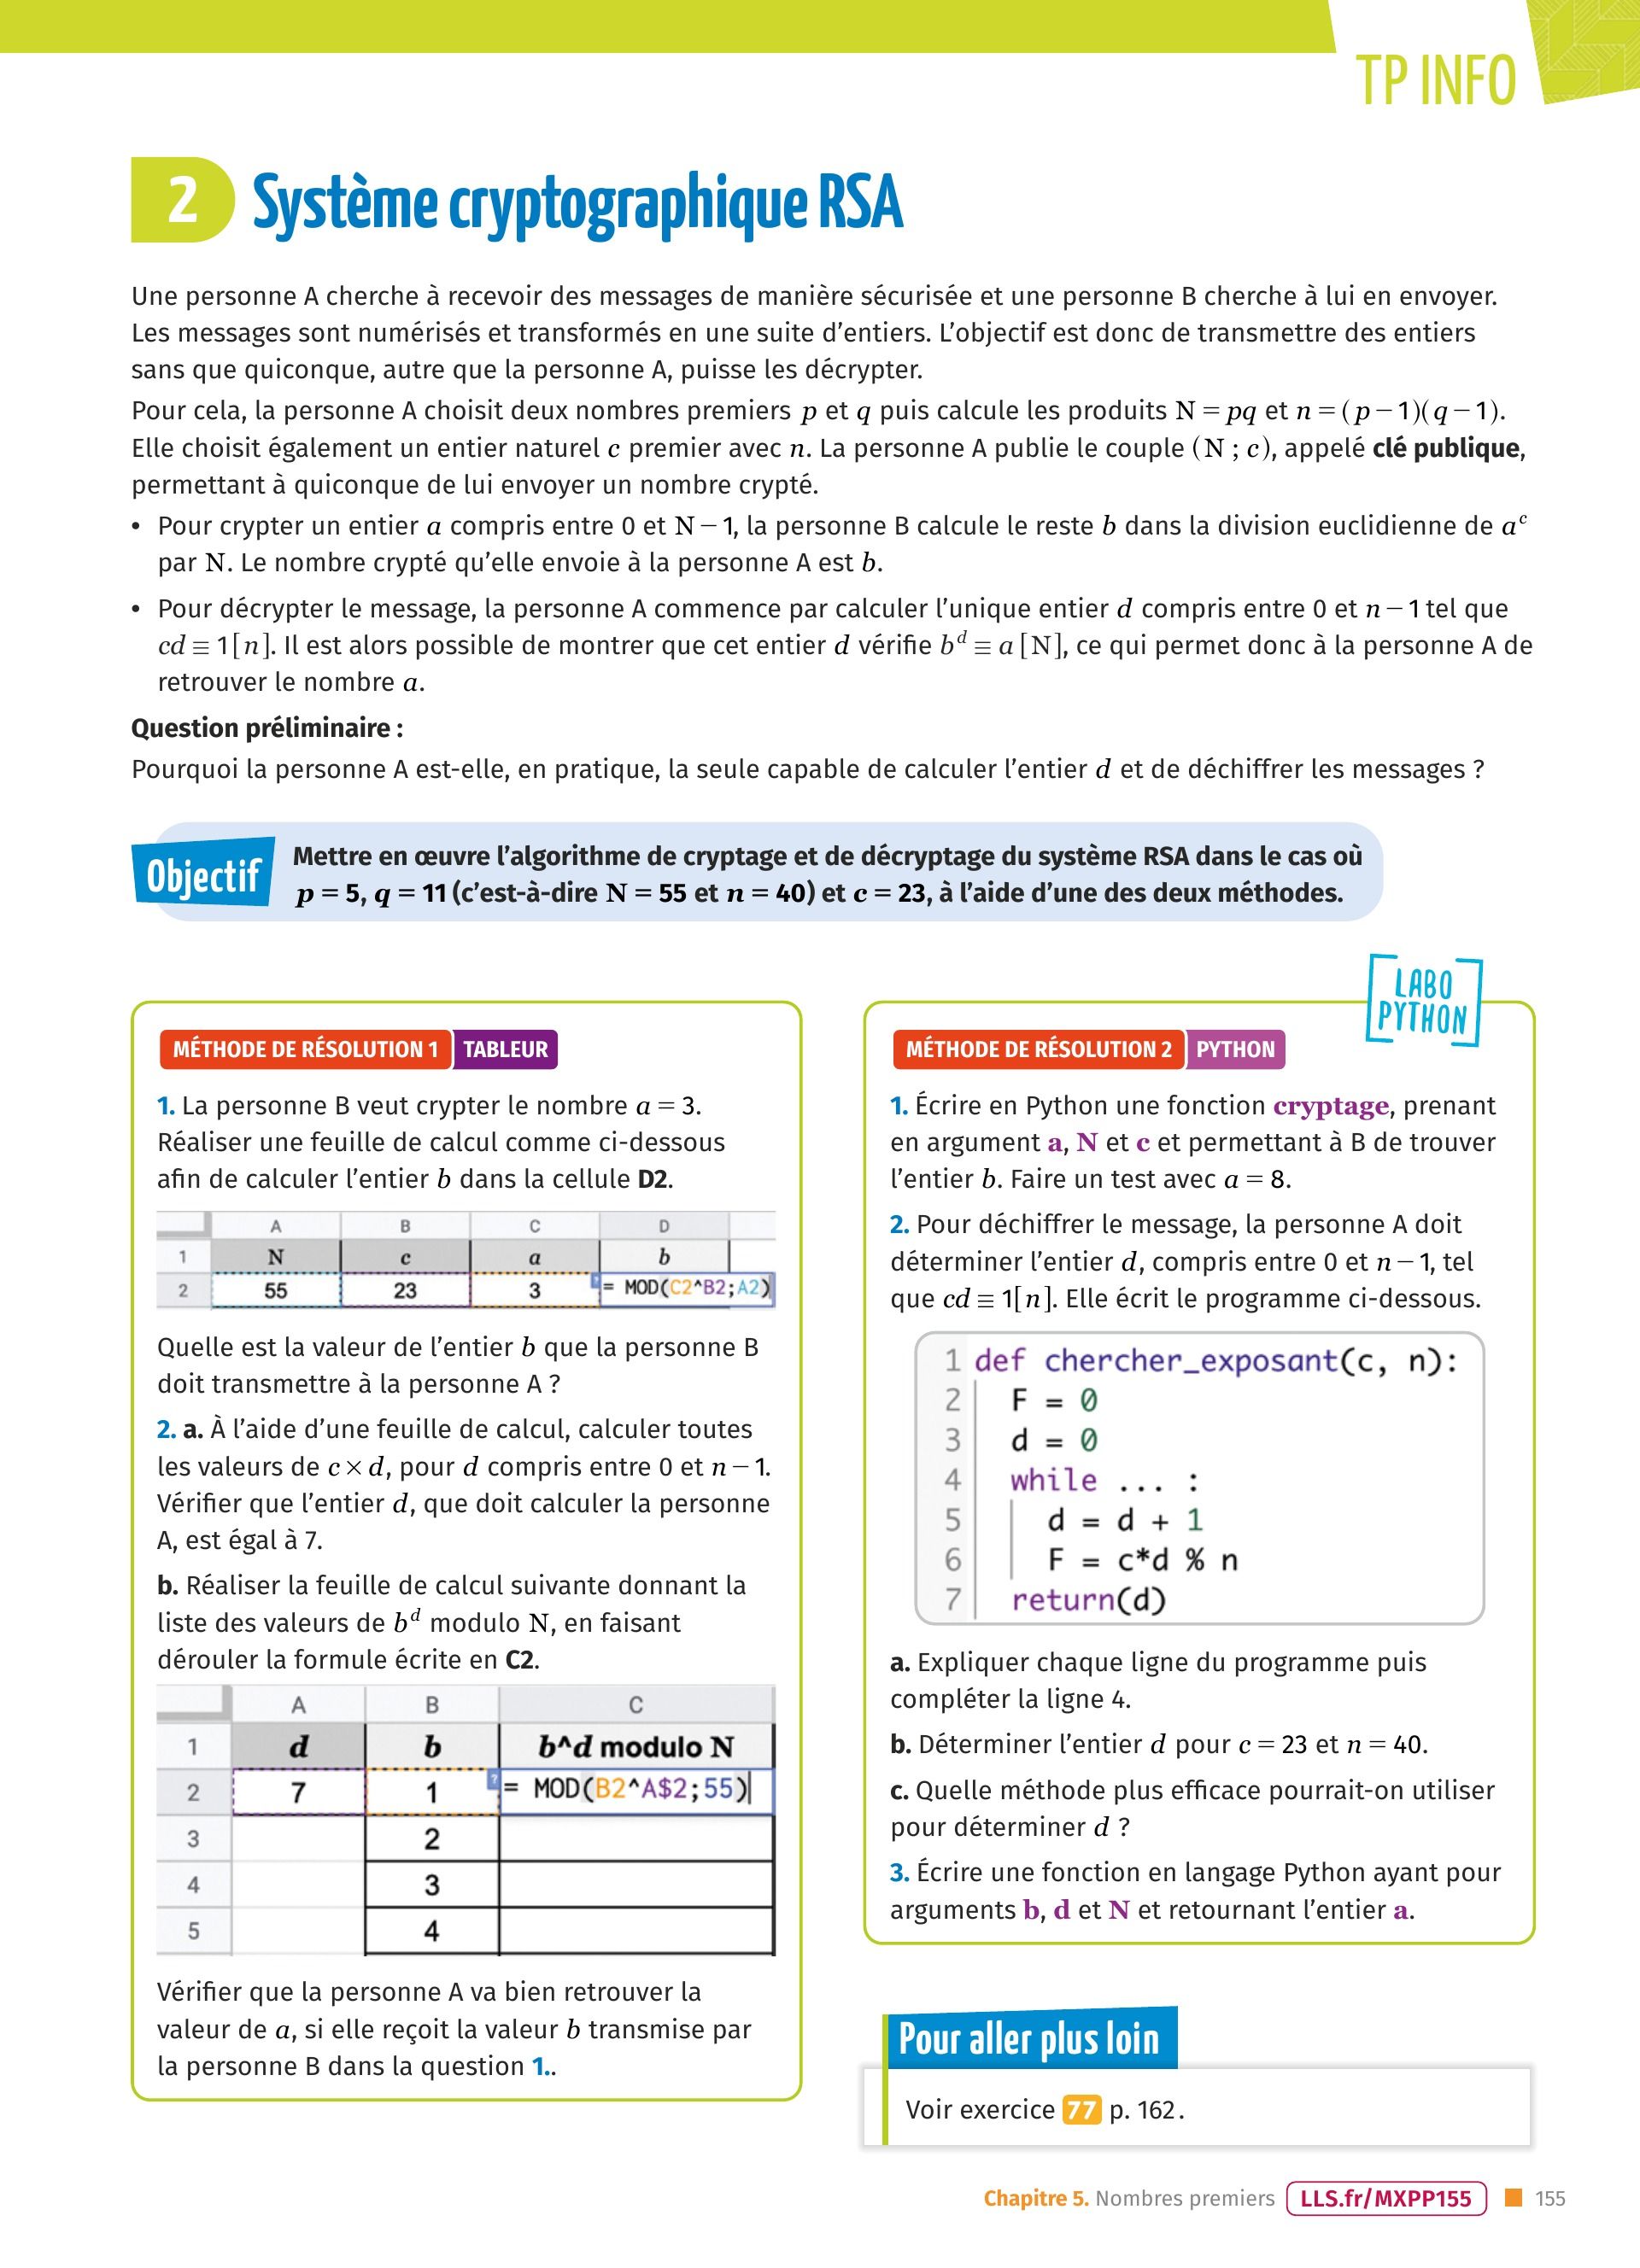 TP INFO
2 Système cryptographique RSA
Une personne A cherche à recevoir des messages de manière sécurisée et une personne B cherche à lui en envoyer.
Les messages sont numérisés et transformés en une suite d'entiers. L'objectif est donc de transmettre des entiers
sans que quiconque, autre que la personne A, puisse les décrypter.
Pour cela, la personne A choisit deux nombres premiers p et q puis calcule les produits N = pq et n = (p − 1)(q − 1).
Elle choisit également un entier naturel c premier avec n. La personne A publie le couple (N ; c), appelé clé publique,
permettant à quiconque de lui envoyer un nombre crypté.
• Pour crypter un entier a compris entre 0 et N − 1, la personne B calcule le reste b dans la division euclidienne de a^c
par N. Le nombre crypté qu'elle envoie à la personne A est b.
• Pour décrypter le message, la personne A commence par calculer l'unique entier d compris entre 0 et n − 1 tel que
cd ≡ 1[n]. Il est alors possible de montrer que cet entier d vérifie b^d ≡ a [N], ce qui permet donc à la personne A de
retrouver le nombre a.
Question préliminaire :
Pourquoi la personne A est-elle, en pratique, la seule capable de calculer l'entier d et de déchiffrer les messages ?
Objectif
Mettre en œuvre l'algorithme de cryptage et de décryptage du système RSA dans le cas où
p = 5, q = 11 (c'est-à-dire N = 55 et n = 40) et c = 23, à l'aide d'une des deux méthodes.
MÉTHODE DE RÉSOLUTION 1 TABLEUR
1. La personne B veut crypter le nombre a = 3.
Réaliser une feuille de calcul comme ci-dessous
afin de calculer l'entier b dans la cellule D2.
A B C D
1 N c a b
2 55 23 3 ? = MOD(C2^B2;A2)
Quelle est la valeur de l'entier b que la personne B
doit transmettre à la personne A ?
2. a. À l'aide d'une feuille de calcul, calculer toutes
les valeurs de c × d, pour d compris entre 0 et n − 1.
Vérifier que l'entier d, que doit calculer la personne
A, est égal à 7.
b. Réaliser la feuille de calcul suivante donnant la
liste des valeurs de b^d modulo N, en faisant
dérouler la formule écrite en C2.
A B C
1 d b b^d modulo N
2 7 1 ? = MOD(B2^A$2;55)
3 2
4 3
5 4
Vérifier que la personne A va bien retrouver la
valeur de a, si elle reçoit la valeur b transmise par
la personne B dans la question 1..
LABO
PYTHON
MÉTHODE DE RÉSOLUTION 2 PYTHON
1. Écrire en Python une fonction cryptage, prenant
en argument a, N et c et permettant à B de trouver
l'entier b. Faire un test avec a = 8.
2. Pour déchiffrer le message, la personne A doit
déterminer l'entier d, compris entre 0 et n − 1, tel
que cd ≡ 1[n]. Elle écrit le programme ci-dessous.
1 def chercher_exposant(c, n):
2 F = 0
3 d = 0
4 while ... :
5 d = d + 1
6 F = c*d % n
7 return(d)
a. Expliquer chaque ligne du programme puis
compléter la ligne 4.
b. Déterminer l'entier d pour c = 23 et n = 40.
c. Quelle méthode plus efficace pourrait-on utiliser
pour déterminer d ?
3. Écrire une fonction en langage Python ayant pour
arguments b, d et N et retournant l'entier a.
Pour aller plus loin
Voir exercice 77 p. 162.
Chapitre 5. Nombres premiers LLS.fr/MXPP155 155